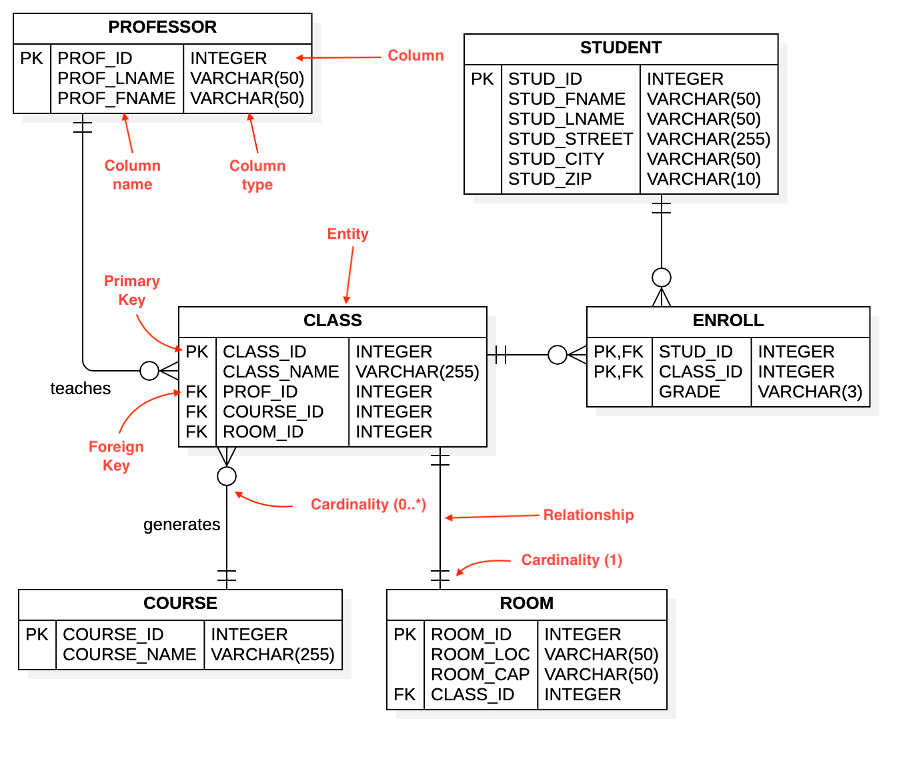 PROFESSOR
PK PROF_ID INTEGER
PROF_LNAME VARCHAR(50)
PROF_FNAME VARCHAR(50)
Column
Column
name
Column
type
STUDENT
PK STUD_ID INTEGER
STUD_FNAME VARCHAR(50)
STUD_LNAME VARCHAR(50)
STUD_STREET VARCHAR(255)
STUD_CITY VARCHAR(50)
STUD_ZIP VARCHAR(10)
Entity
Primary
Key
CLASS
PK CLASS_ID INTEGER
CLASS_NAME VARCHAR(255)
FK PROF_ID INTEGER
FK COURSE_ID INTEGER
FK ROOM_ID INTEGER
ENROLL
PK,FK STUD_ID INTEGER
PK,FK CLASS_ID INTEGER
GRADE VARCHAR(3)
teaches
Foreign
Key
Cardinality (0..*)
generates
Relationship
Cardinality (1)
COURSE
PK COURSE_ID INTEGER
COURSE_NAME VARCHAR(255)
ROOM
PK ROOM_ID INTEGER
ROOM_LOC VARCHAR(50)
ROOM_CAP VARCHAR(50)
FK CLASS_ID INTEGER